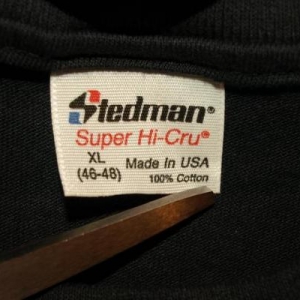 Stedman®
Super Hi-Cru®
XL
(46-48)
Made In USA
100% Cotton